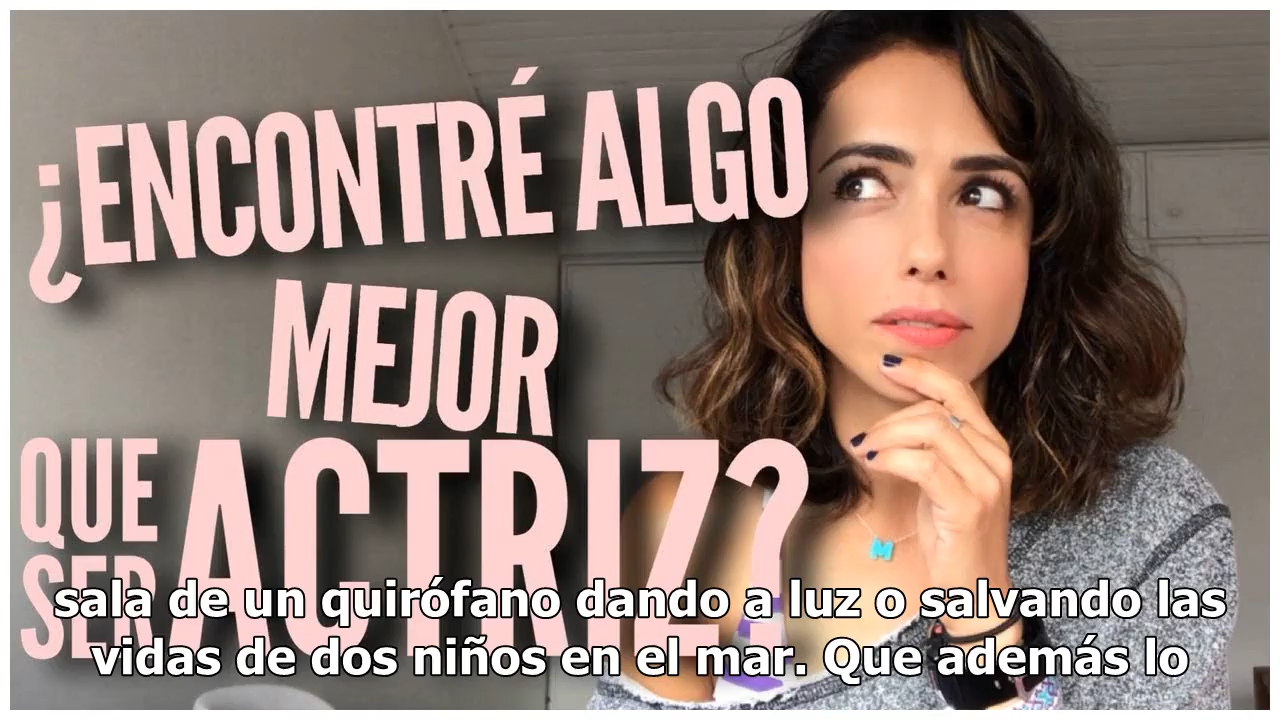 ¿ENCONTRÉ ALGO
MEJOR
QUE
SER ACTRIZ?
M
sala de un quirófano dando a luz o salvando las
vidas de dos niños en el mar. Que además lo